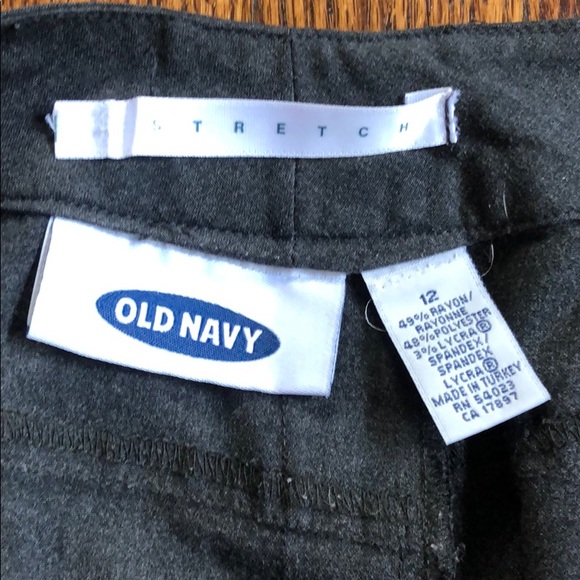 STRETCH
OLD NAVY
12
49% RAYON/
RAYONNE
48% POLYESTER
3% LYCRA®
SPANDEX/
SPANDEX
LYCRA®
MADE IN TURKEY
RN 54023
CA 17897